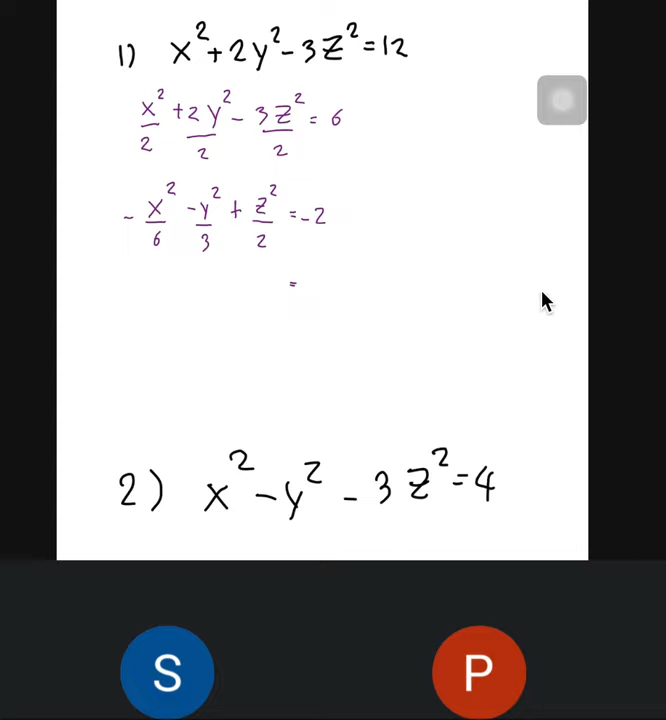 1) x²+2y²-3z²=12
x²/2 +2y²/2 - 3z²/2 = 6
- x²/6 - y²/3 + z²/2 = -2
=
2) x²-y²-3z²=4
S P